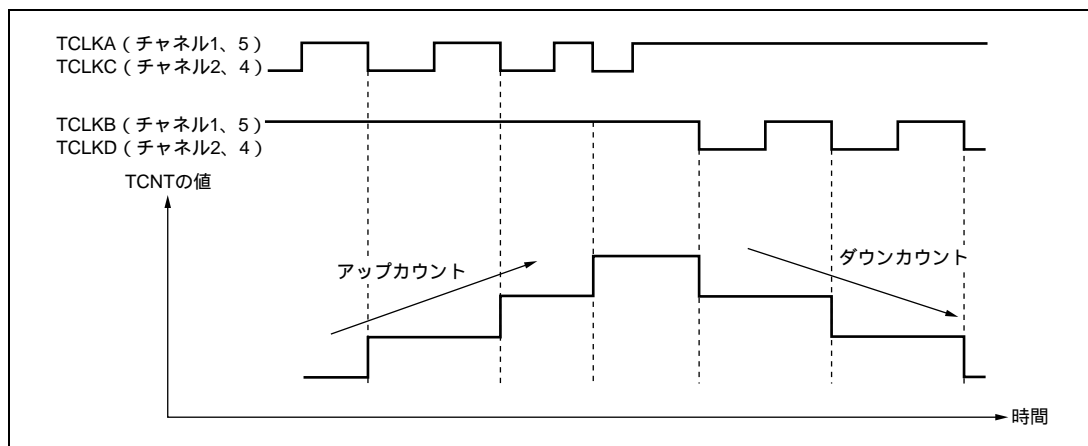 TCLKA（チャネル1、5）
TCLKC（チャネル2、4）
TCLKB（チャネル1、5）
TCLKD（チャネル2、4）
TCNTの値
アップカウント
ダウンカウント
時間